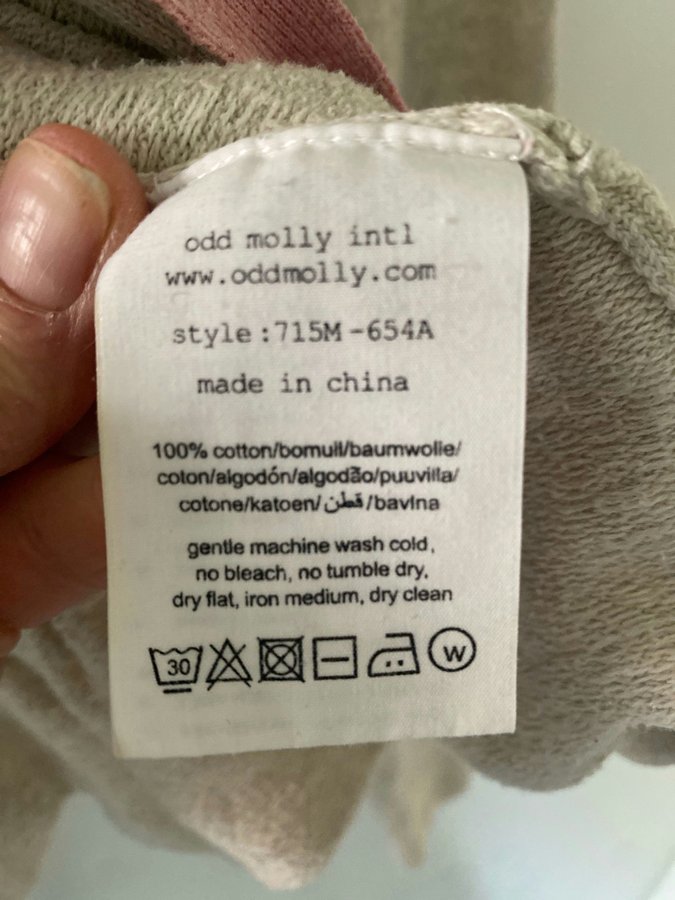 odd molly intl
www.oddmolly.com
style:715M-654A
made in china
100% cotton/bomull/baumwolle/
coton/algodón/algodão/puuvilla/
cotone/katoen/قطن/bavlna
gentle machine wash cold,
no bleach, no tumble dry,
dry flat, iron medium, dry clean
30 W